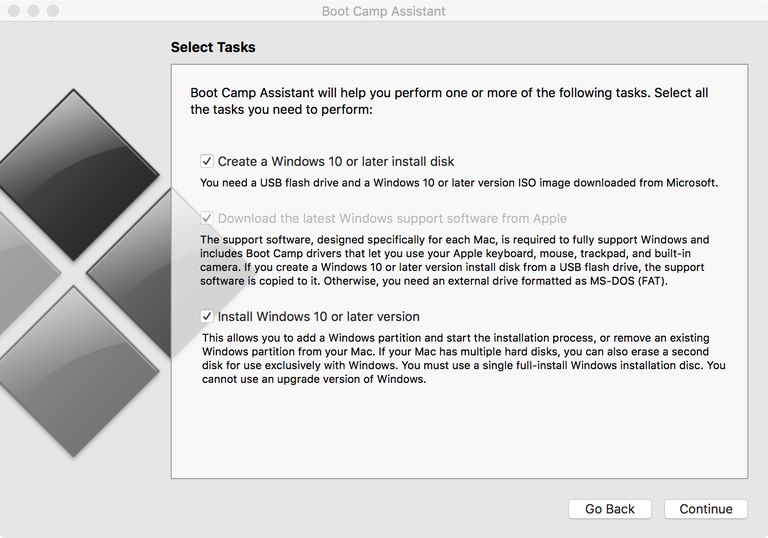 Boot Camp Assistant
Select Tasks
Boot Camp Assistant will help you perform one or more of the following tasks. Select all
the tasks you need to perform:
Create a Windows 10 or later install disk
You need a USB flash drive and a Windows 10 or later version ISO image downloaded from Microsoft.
Download the latest Windows support software from Apple
The support software, designed specifically for each Mac, is required to fully support Windows and
includes Boot Camp drivers that let you use your Apple keyboard, mouse, trackpad, and built-in
camera. If you create a Windows 10 or later version install disk from a USB flash drive, the support
software is copied to it. Otherwise, you need an external drive formatted as MS-DOS (FAT).
Install Windows 10 or later version
This allows you to add a Windows partition and start the installation process, or remove an existing
Windows partition from your Mac. If your Mac has multiple hard disks, you can also erase a second
disk for use exclusively with Windows. You must use a single full-install Windows installation disc. You
cannot use an upgrade version of Windows.
Go Back
Continue